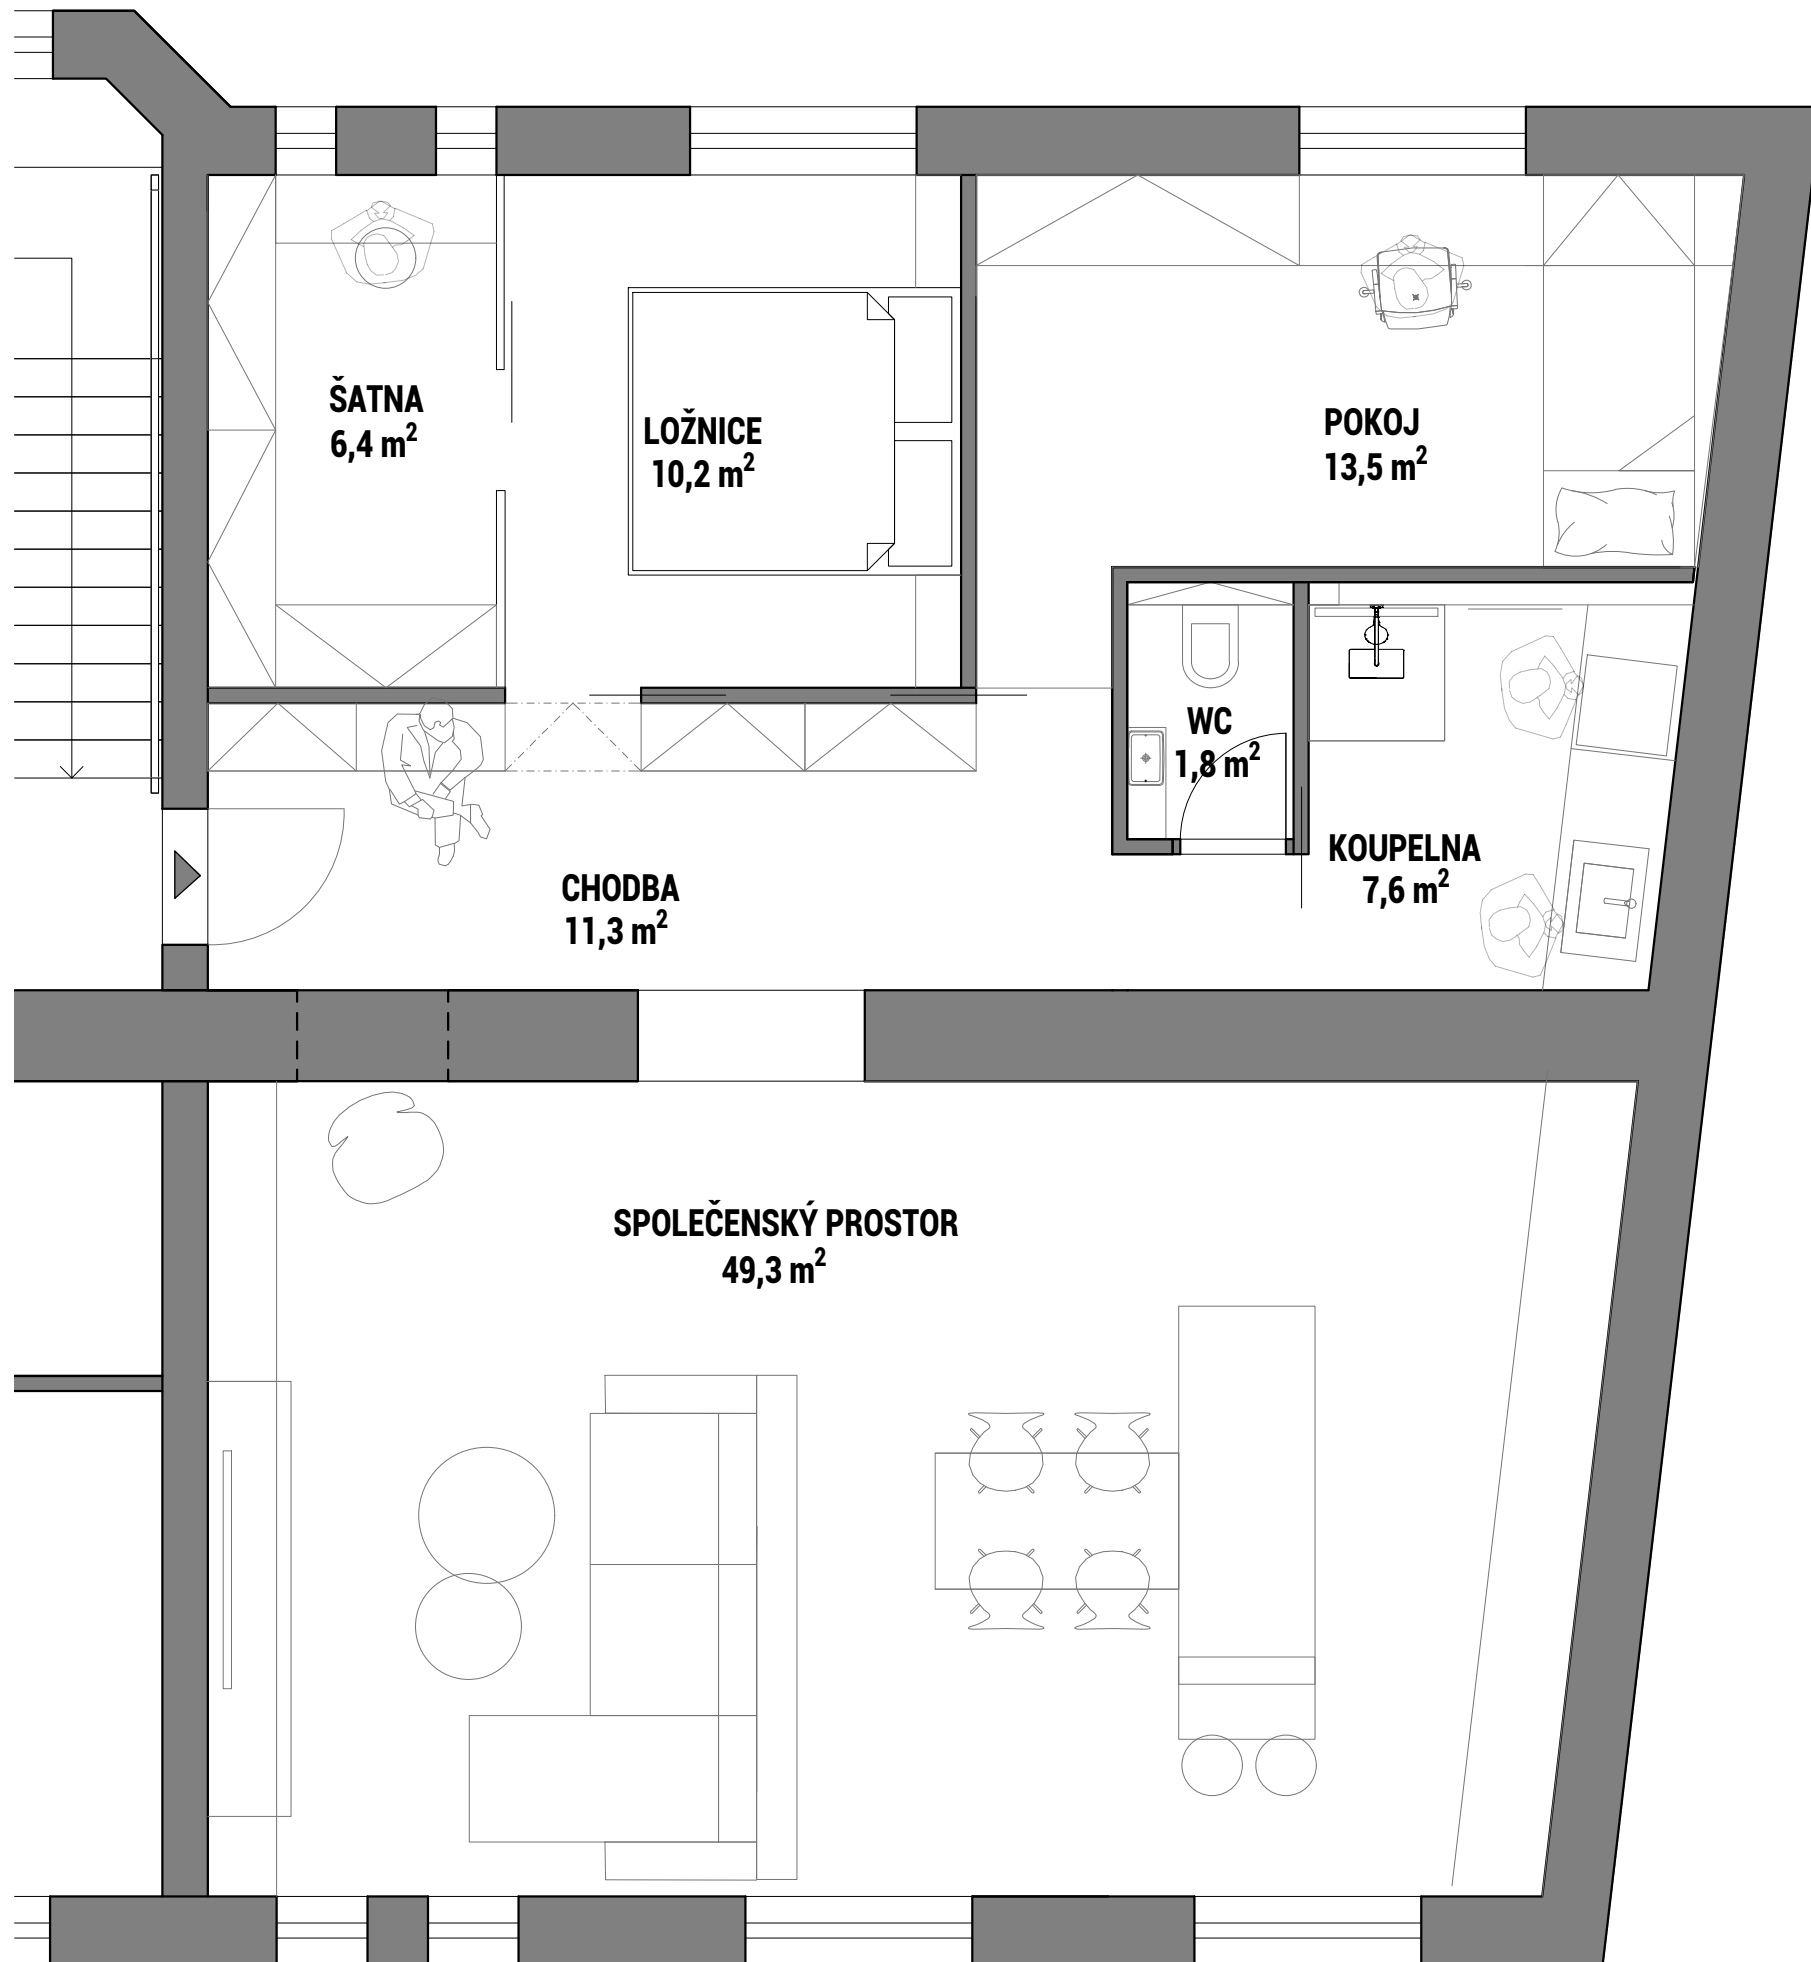 ŠATNA
6,4 m²
LOŽNICE
10,2 m²
POKOJ
13,5 m²
WC
1,8 m²
KOUPELNA
7,6 m²
CHODBA
11,3 m²
SPOLEČENSKÝ PROSTOR
49,3 m²